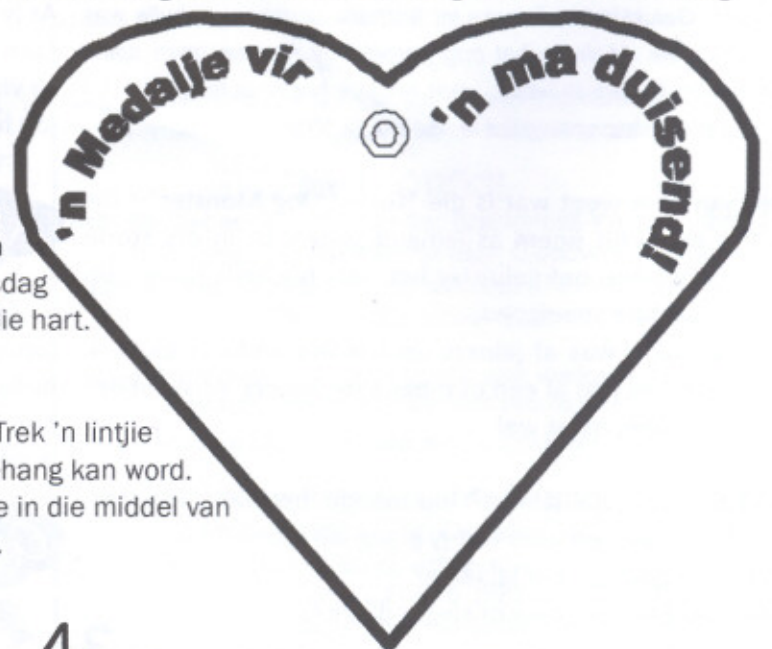 'n Medalje vir
'n ma duisend!
dag
ie hart.
Trek 'n lintjie
hang kan word.
in die middel van
4